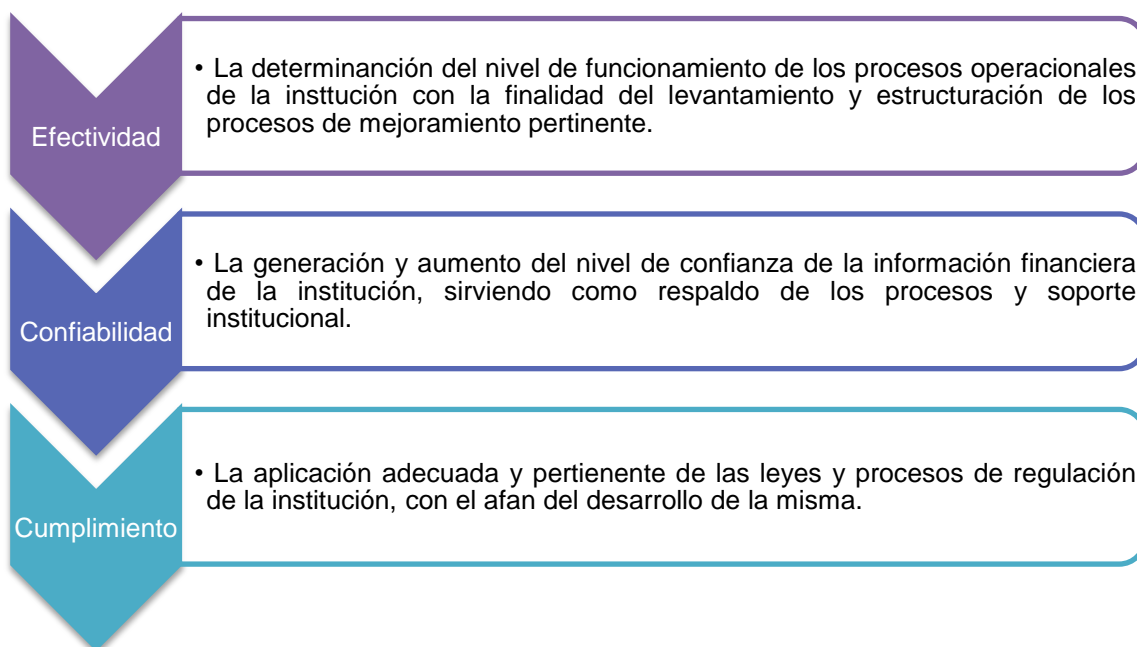 Efectividad
• La determinanción del nivel de funcionamiento de los procesos operacionales
de la insttución con la finalidad del levantamiento y estructuración de los
procesos de mejoramiento pertinente.
Confiabilidad
• La generación y aumento del nivel de confianza de la información financiera
de la institución, sirviendo como respaldo de los procesos y soporte
institucional.
Cumplimiento
• La aplicación adecuada y pertienente de las leyes y procesos de regulación
de la institución, con el afan del desarrollo de la misma.